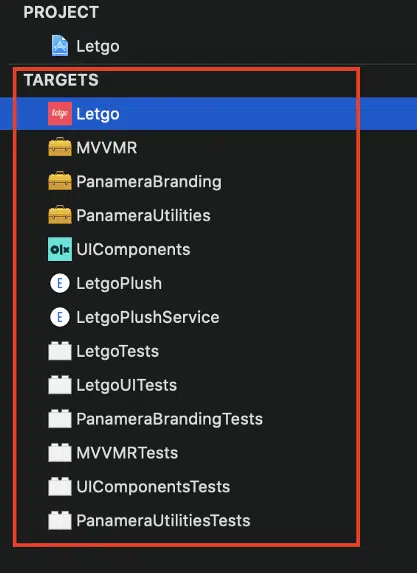 PROJECT
Letgo
TARGETS
letgo Letgo
MVVMR
PanameraBranding
PanameraUtilities
olx UIComponents
E LetgoPlush
E LetgoPlushService
LetgoTests
LetgoUITests
PanameraBrandingTests
MVVMRTests
UIComponentsTests
PanameraUtilitiesTests